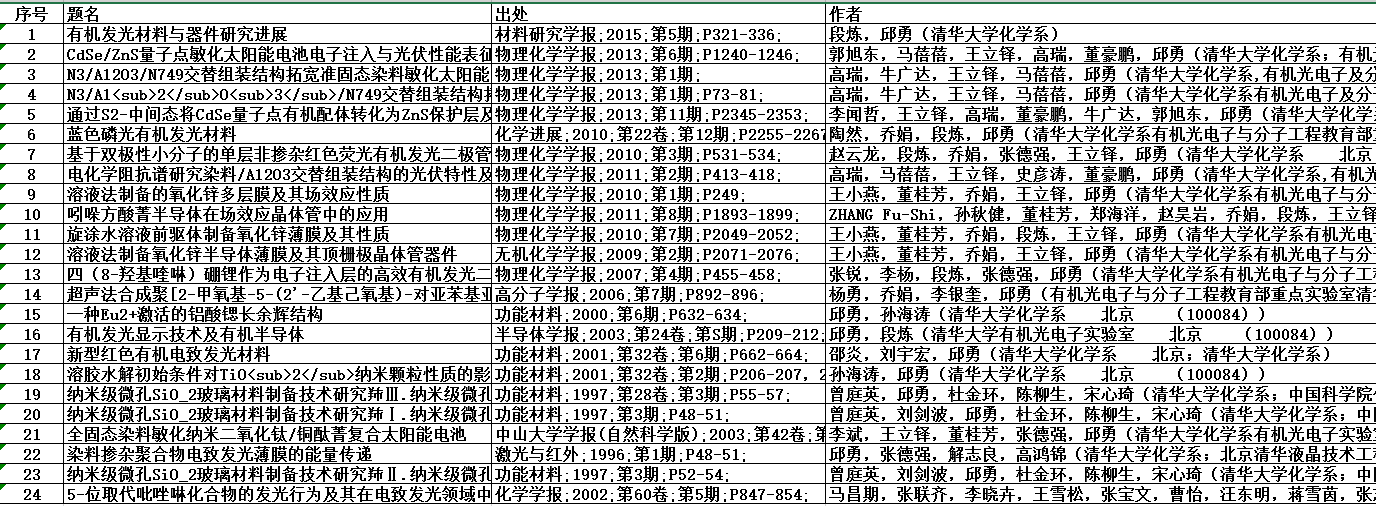 序号 题名 出处 作者
1 有机发光材料与器件研究进展 材料研究学报;2015;第5期;P321-336; 段炼，邱勇（清华大学化学系）
2 CdSe/ZnS量子点敏化太阳能电池电子注入与光伏性能表征 物理化学学报;2013;第6期;P1240-1246; 郭旭东，马蓓蓓，王立铎，高瑞，董豪鹏，邱勇（清华大学化学系；有机
3 N3/Al2O3/N749交替组装结构拓宽准固态染料敏化太阳能 物理化学学报;2013;第1期; 高瑞，牛广达，王立铎，马蓓蓓，邱勇（清华大学化学系,有机光电子及分
4 N3/Al<sub>2</sub>O<sub>3</sub>/N749交替组装结构 物理化学学报;2013;第1期;P73-81; 高瑞，牛广达，王立铎，马蓓蓓，邱勇（清华大学化学系有机光电子及分
5 通过S2-中间态将CdSe量子点有机配体转化为ZnS保护层及 物理化学学报;2013;第11期;P2345-2353; 李闻哲，王立铎，高瑞，董豪鹏，牛广达，郭旭东，邱勇（清华大学化学
6 蓝色磷光有机发光材料 化学进展;2010;第22卷;第12期;P2255-2267 陶然，乔娟，段炼，邱勇（清华大学化学系有机光电子与分子工程教育部重
7 基于双极性小分子的单层非掺杂红色荧光有机发光二极管 物理化学学报;2010;第3期;P531-534; 赵云龙，段炼，乔娟，张德强，王立铎，邱勇（清华大学化学系 北京
8 电化学阻抗谱研究染料/Al2O3交替组装结构的光伏特性及 物理化学学报;2011;第2期;P413-418; 高瑞，马蓓蓓，王立铎，史彦涛，董豪鹏，邱勇（清华大学化学系,有机
9 溶液法制备的氧化锌多层膜及其场效应性质 物理化学学报;2010;第1期;P249; 王小燕，董桂芳，乔娟，王立铎，邱勇（清华大学化学系有机光电子与分
10 吲哚方酸菁半导体在场效应晶体管中的应用 物理化学学报;2011;第8期;P1893-1899; ZHANG Fu-Shi，孙秋健，董桂芳，郑海洋，赵昊岩，乔娟，段炼，王立铎
11 旋涂水溶液前驱体制备氧化锌薄膜及其性质 物理化学学报;2010;第7期;P2049-2052; 王小燕，董桂芳，乔娟，段炼，王立铎，邱勇（清华大学化学系有机光电
12 溶液法制备氧化锌半导体薄膜及其顶栅极晶体管器件 无机化学学报;2009;第2期;P2071-2076; 王小燕，董桂芳，乔娟，王立铎，邱勇（清华大学化学系有机光电子与分
13 四（8-羟基喹啉）硼锂作为电子注入层的高效有机发光二 物理化学学报;2007;第4期;P455-458; 张锐，李杨，段炼，张德强，邱勇（清华大学化学系有机光电子与分子工程
14 超声法合成聚[2-甲氧基-5-(2'-乙基己氧基)-对亚苯基亚 高分子学报;2006;第7期;P892-896; 杨勇，乔娟，李银奎，邱勇（有机光电子与分子工程教育部重点实验室清
15 一种Eu2+激活的铝酸锶长余辉结构 功能材料;2000;第6期;P632-634; 邱勇，孙海涛（清华大学化学系 北京 （100084））
16 有机发光显示技术及有机半导体 半导体学报;2003;第24卷;第S期;P209-212; 邱勇，段炼（清华大学有机光电子实验室 北京 （100084））
17 新型红色有机电致发光材料 功能材料;2001;第32卷;第6期;P662-664; 邵炎，刘宇宏，邱勇（清华大学化学系 北京；清华大学化学系）
18 溶胶水解初始条件对TiO<sub>2</sub>纳米颗粒性质的影 功能材料;2001;第32卷;第2期;P206-207，2 孙海涛，邱勇（清华大学化学系 北京 （100084））
19 纳米级微孔SiO_2玻璃材料制备技术研究殈Ⅲ.纳米级微孔 功能材料;1997;第28卷;第3期;P55-57; 曾庭英，邱勇，杜金环，陈柳生，宋心琦（清华大学化学系；中国科学院化
20 纳米级微孔SiO_2玻璃材料制备技术研究殈Ⅰ.纳米级微孔 功能材料;1997;第3期;P48-51; 曾庭英，刘剑波，邱勇，杜金环，陈柳生，宋心琦（清华大学化学系；中
21 全固态染料敏化纳米二氧化钛/铜酞菁复合太阳能电池 中山大学学报(自然科学版);2003;第42卷;第 李斌，王立铎，董桂芳，张德强，邱勇（清华大学化学系有机光电子实验
22 染料掺杂聚合物电致发光薄膜的能量传递 激光与红外;1996;第1期;P48-51; 邱勇，张德强，解志良，高鸿锦（清华大学化学系；北京清华液晶技术工程
23 纳米级微孔SiO_2玻璃材料制备技术研究殈Ⅱ.纳米级微孔 功能材料;1997;第3期;P52-54; 曾庭英，刘剑波，邱勇，杜金环，陈柳生，宋心琦（清华大学化学系；中
24 5-位取代吡唑啉化合物的发光行为及其在电致发光领域中 化学学报;2002;第60卷;第5期;P847-854; 马昌期，张联齐，李晓卉，王雪松，张宝文，曹怡，汪东明，蒋雪茵，张志